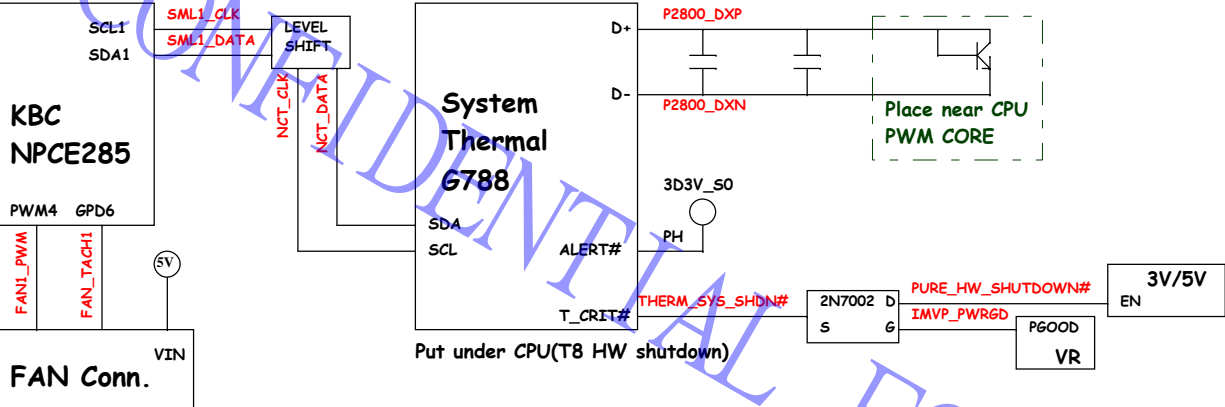 SCL1
SDA1
SML1_CLK
SML1_DATA
LEVEL
SHIFT
NCT_CLK
NCT_DATA
KBC
NPCE285
PWM4 GPD6
FAN1_PWM
FAN_TACH1
5V
VIN
FAN Conn.
System
Thermal
G788
SDA
SCL
D+
D-
ALERT#
T_CRIT#
P2800_DXP
P2800_DXN
Place near CPU
PWM CORE
3D3V_S0
PH
THERM_SYS_SHDN#
2N7002 D
S G
PURE_HW_SHUTDOWN#
IMVP_PWRGD
3V/5V
EN
PGOOD
VR
Put under CPU(T8 HW shutdown)
CONFIDENTIAL